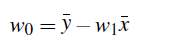 w₀ = ȳ − w₁x̄